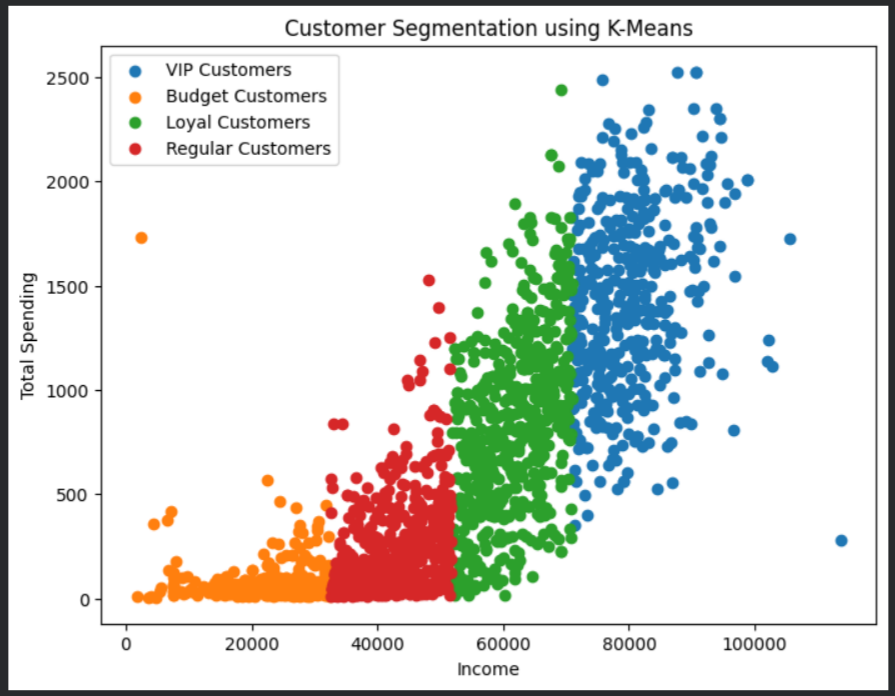 Customer Segmentation using K-Means
VIP Customers
Budget Customers
Loyal Customers
Regular Customers
Total Spending
2500
2000
1500
1000
500
0
0 20000 40000 60000 80000 100000
Income